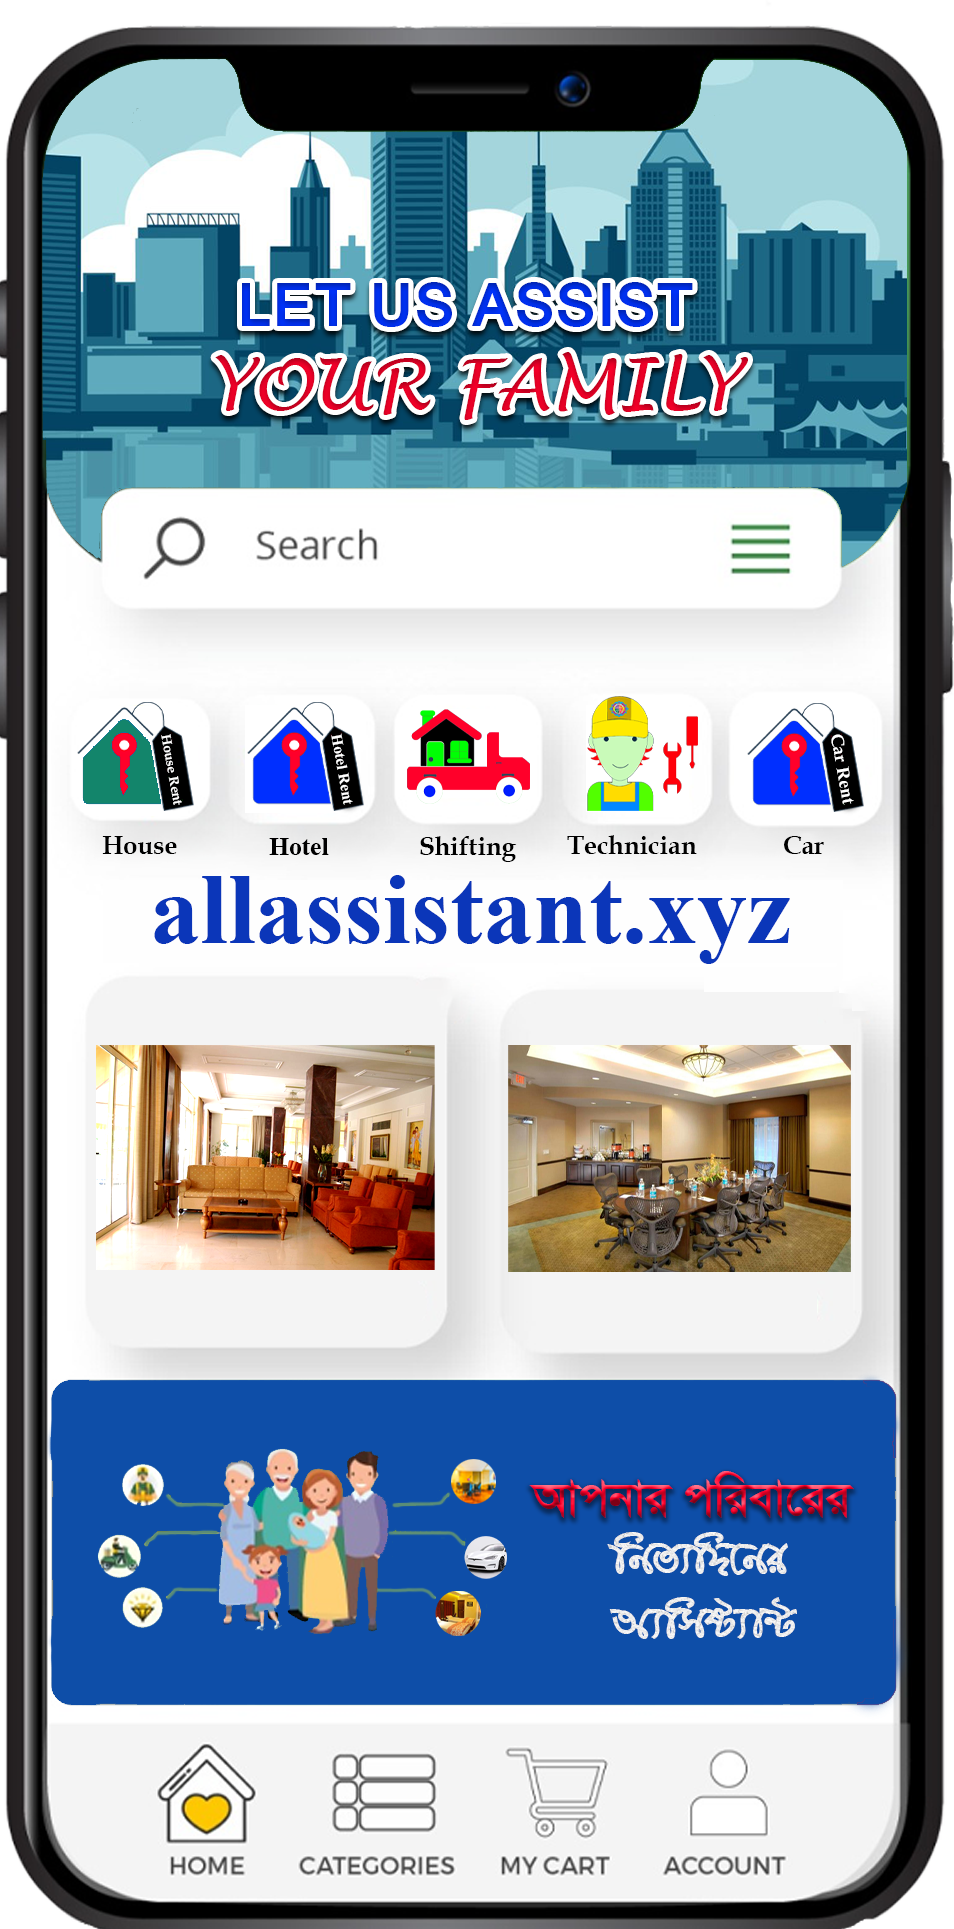 LET US ASSIST
YOUR FAMILY
Search
House Rent
Hotel Rent
Car Rent
House
Hotel
Shifting
Technician
Car
allassistant.xyz
আপনার পরিবারের
নিত্যদিনের
অ্যাসিস্ট্যান্ট
HOME
CATEGORIES
MY CART
ACCOUNT